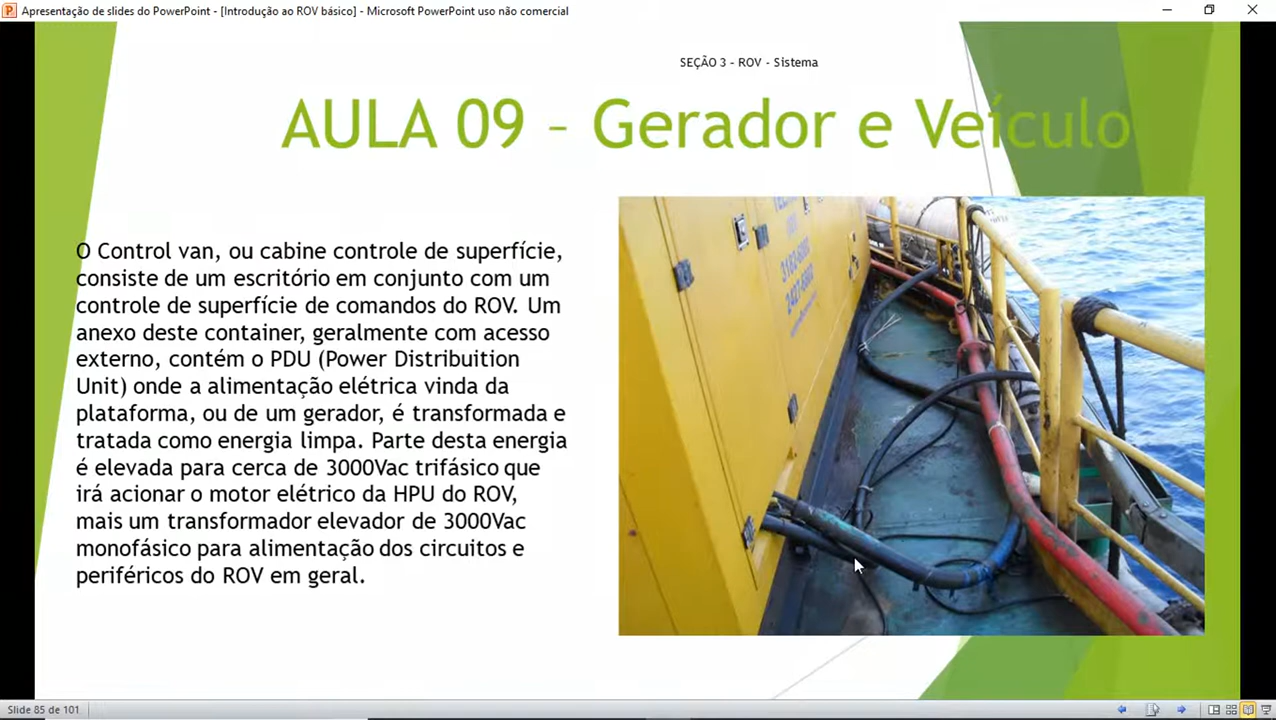 Apresentação de slides do PowerPoint - [Introdução ao ROV básico] - Microsoft PowerPoint uso não comercial
SEÇÃO 3 - ROV - Sistema
AULA 09 - Gerador e Veículo
O Control van, ou cabine controle de superfície,
consiste de um escritório em conjunto com um
controle de superfície de comandos do ROV. Um
anexo deste container, geralmente com acesso
externo, contém o PDU (Power Distribuition
Unit) onde a alimentação elétrica vinda da
plataforma, ou de um gerador, é transformada e
tratada como energia limpa. Parte desta energia
é elevada para cerca de 3000Vac trifásico que
irá acionar o motor elétrico da HPU do ROV,
mais um transformador elevador de 3000Vac
monofásico para alimentação dos circuitos e
periféricos do ROV em geral.
Slide 85 de 101